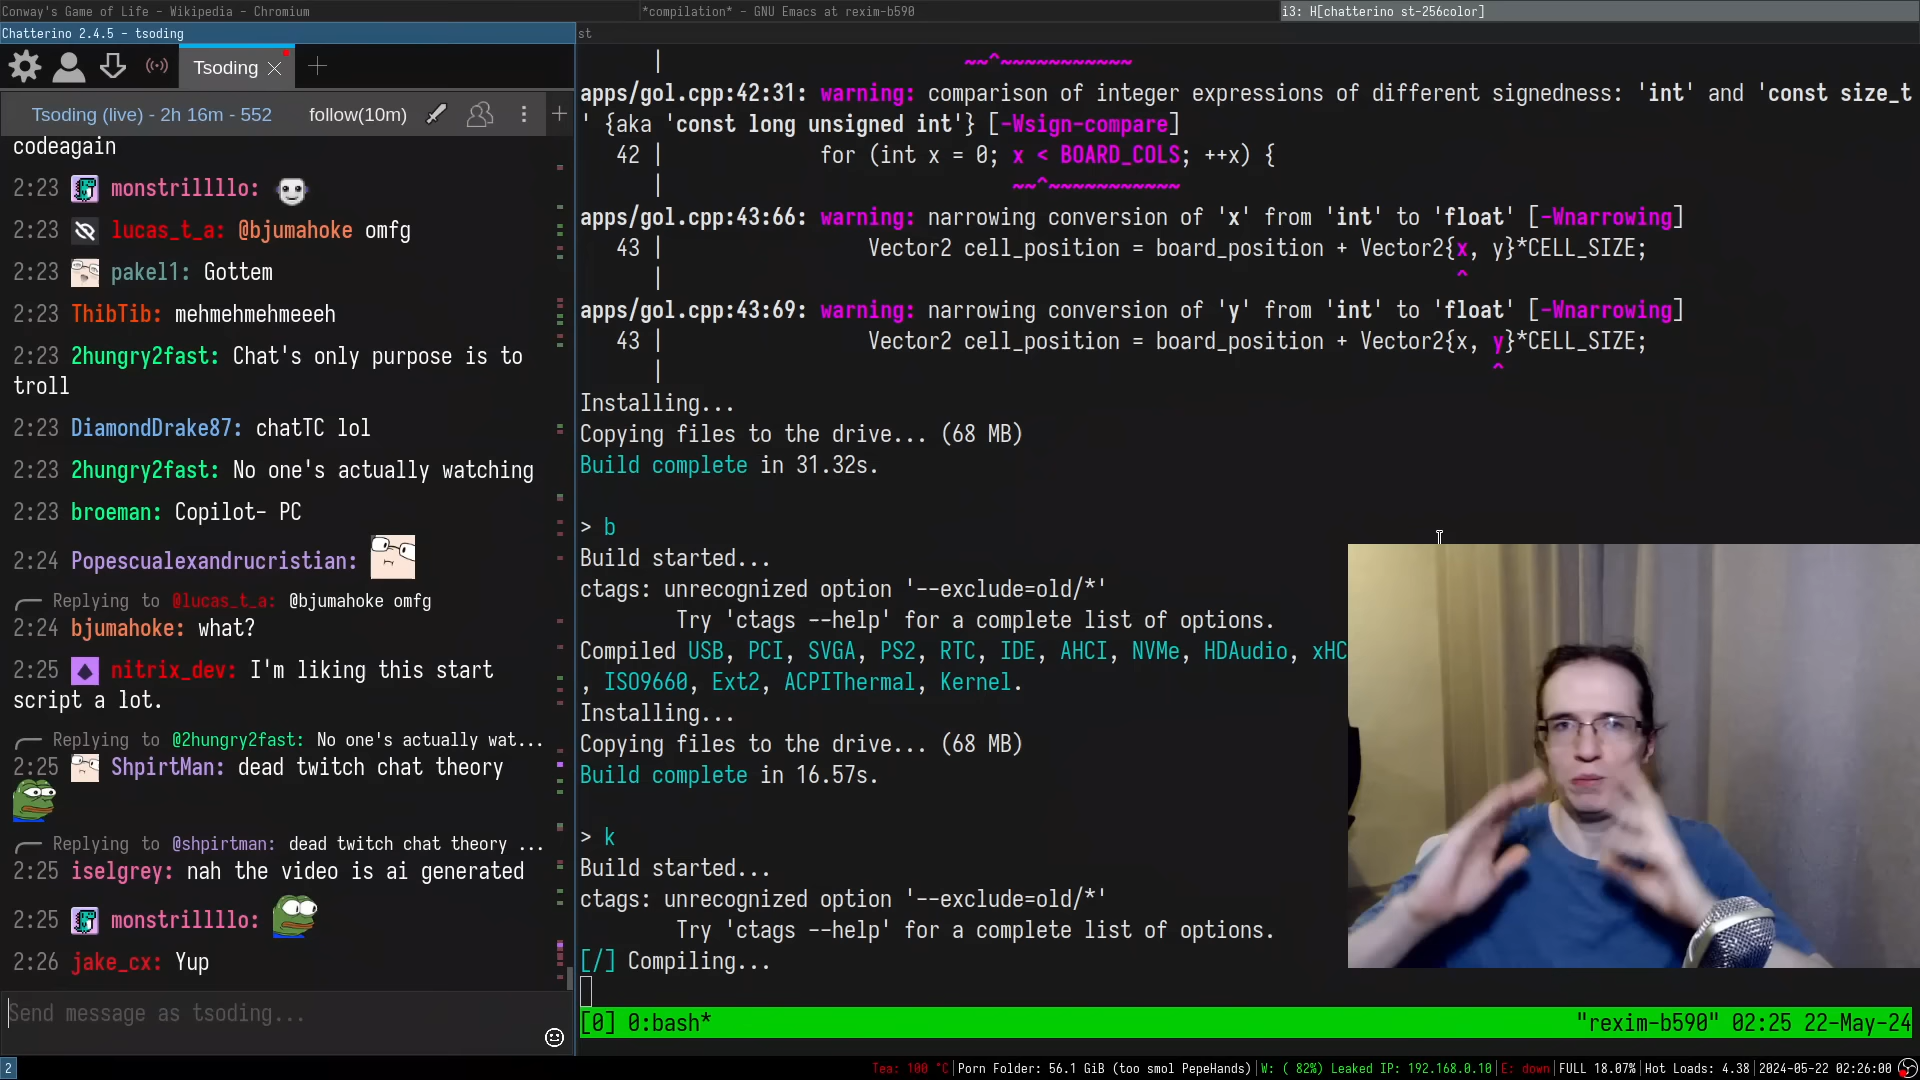 Conway's Game of Life - Wikipedia - Chromium
*compilation* - GNU Emacs at rexim-b590
i3: H[chatterino st-256color]
Chatterino 2.4.5 - tsoding
st
Tsoding
Tsoding (live) - 2h 16m - 552
follow(10m)
codeagain
2:23 monstrillllo:
2:23 lucas_t_a: @bjumahoke omfg
2:23 pakel1: Gottem
2:23 ThibTib: mehmehmehmeeeh
2:23 2hungry2fast: Chat's only purpose is to
troll
2:23 DiamondDrake87: chatTC lol
2:23 2hungry2fast: No one's actually watching
2:23 broeman: Copilot- PC
2:24 Popescualexandrucristian:
Replying to @lucas_t_a: @bjumahoke omfg
2:24 bjumahoke: what?
2:25 nitrix_dev: I'm liking this start
script a lot.
Replying to @2hungry2fast: No one's actually wat...
2:25 ShpirtMan: dead twitch chat theory
Replying to @shpirtman: dead twitch chat theory ...
2:25 iselgrey: nah the video is ai generated
2:25 monstrillllo:
2:26 jake_cx: Yup
Send message as tsoding...
| ~~^~~~~~~~~~~~
apps/gol.cpp:42:31: warning: comparison of integer expressions of different signedness: 'int' and 'const size_t
' {aka 'const long unsigned int'} [-Wsign-compare]
42 | for (int x = 0; x < BOARD_COLS; ++x) {
| ~~^~~~~~~~~~~~
apps/gol.cpp:43:66: warning: narrowing conversion of 'x' from 'int' to 'float' [-Wnarrowing]
43 | Vector2 cell_position = board_position + Vector2{x, y}*CELL_SIZE;
| ^
apps/gol.cpp:43:69: warning: narrowing conversion of 'y' from 'int' to 'float' [-Wnarrowing]
43 | Vector2 cell_position = board_position + Vector2{x, y}*CELL_SIZE;
| ^
Installing...
Copying files to the drive... (68 MB)
Build complete in 31.32s.
> b
Build started...
ctags: unrecognized option '--exclude=old/*'
Try 'ctags --help' for a complete list of options.
Compiled USB, PCI, SVGA, PS2, RTC, IDE, AHCI, NVMe, HDAudio, xHC
, ISO9660, Ext2, ACPIThermal, Kernel.
Installing...
Copying files to the drive... (68 MB)
Build complete in 16.57s.
> k
Build started...
ctags: unrecognized option '--exclude=old/*'
Try 'ctags --help' for a complete list of options.
[/] Compiling...
[0] 0:bash*
"rexim-b590" 02:25 22-May-24
2
Tea: 100 °C|Porn Folder: 56.1 GiB (too smol PepeHands)|W: ( 82%) Leaked IP: 192.168.0.10|E: down|FULL 18.07%|Hot Loads: 4.38|2024-05-22 02:26:00